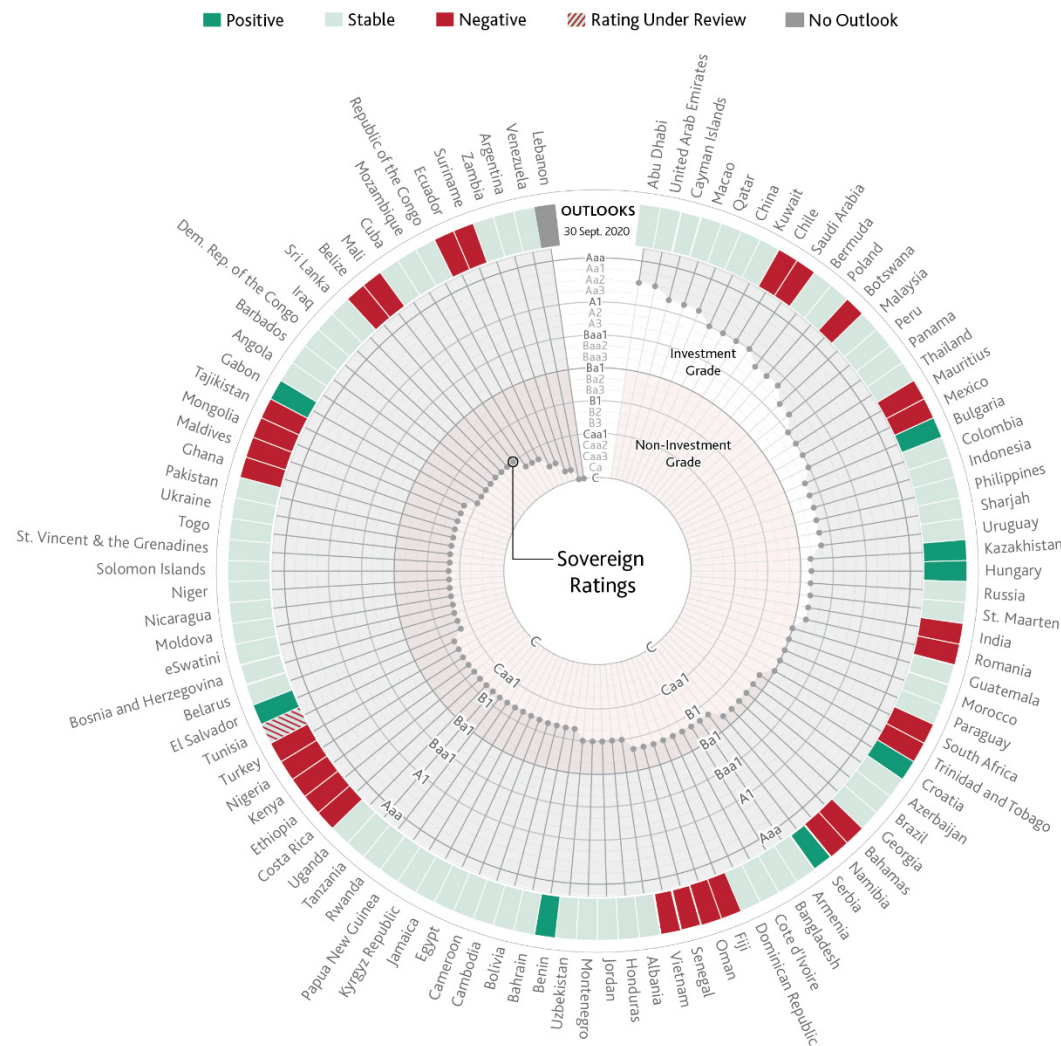 Positive
Stable
Negative
Rating Under Review
No Outlook
OUTLOOKS
30 Sept. 2020
Aaa
Aa1
Aa2
Aa3
A1
A2
A3
Baa1
Baa2
Baa3
Ba1
Ba2
Ba3
B1
B2
B3
Caa1
Caa2
Caa3
Ca
C
Investment
Grade
Non-Investment
Grade
Sovereign
Ratings
C
Caa1
B1
Ba1
Baa1
A1
Aaa
C
Caa1
B1
Ba1
Baa1
A1
Aaa
Abu Dhabi
United Arab Emirates
Cayman Islands
Macao
Qatar
China
Kuwait
Chile
Saudi Arabia
Bermuda
Poland
Botswana
Malaysia
Peru
Panama
Thailand
Mauritius
Mexico
Bulgaria
Colombia
Indonesia
Philippines
Sharjah
Uruguay
Kazakhstan
Hungary
Russia
St. Maarten
India
Romania
Guatemala
Morocco
Paraguay
South Africa
Trinidad and Tobago
Croatia
Azerbaijan
Brazil
Georgia
Bahamas
Namibia
Serbia
Armenia
Bangladesh
Cote d'Ivoire
Dominican Republic
Fiji
Oman
Senegal
Vietnam
Albania
Honduras
Jordan
Montenegro
Uzbekistan
Benin
Bahrain
Bolivia
Cambodia
Cameroon
Egypt
Jamaica
Kyrgyz Republic
Papua New Guinea
Rwanda
Tanzania
Uganda
Costa Rica
Ethiopia
Kenya
Nigeria
Turkey
Tunisia
El Salvador
Belarus
Bosnia and Herzegovina
eSwatini
Moldova
Nicaragua
Niger
Solomon Islands
St. Vincent & the Grenadines
Togo
Ukraine
Pakistan
Ghana
Maldives
Mongolia
Tajikistan
Gabon
Angola
Barbados
Dem. Rep. of the Congo
Iraq
Sri Lanka
Belize
Mali
Cuba
Mozambique
Republic of the Congo
Ecuador
Suriname
Zambia
Argentina
Venezuela
Lebanon